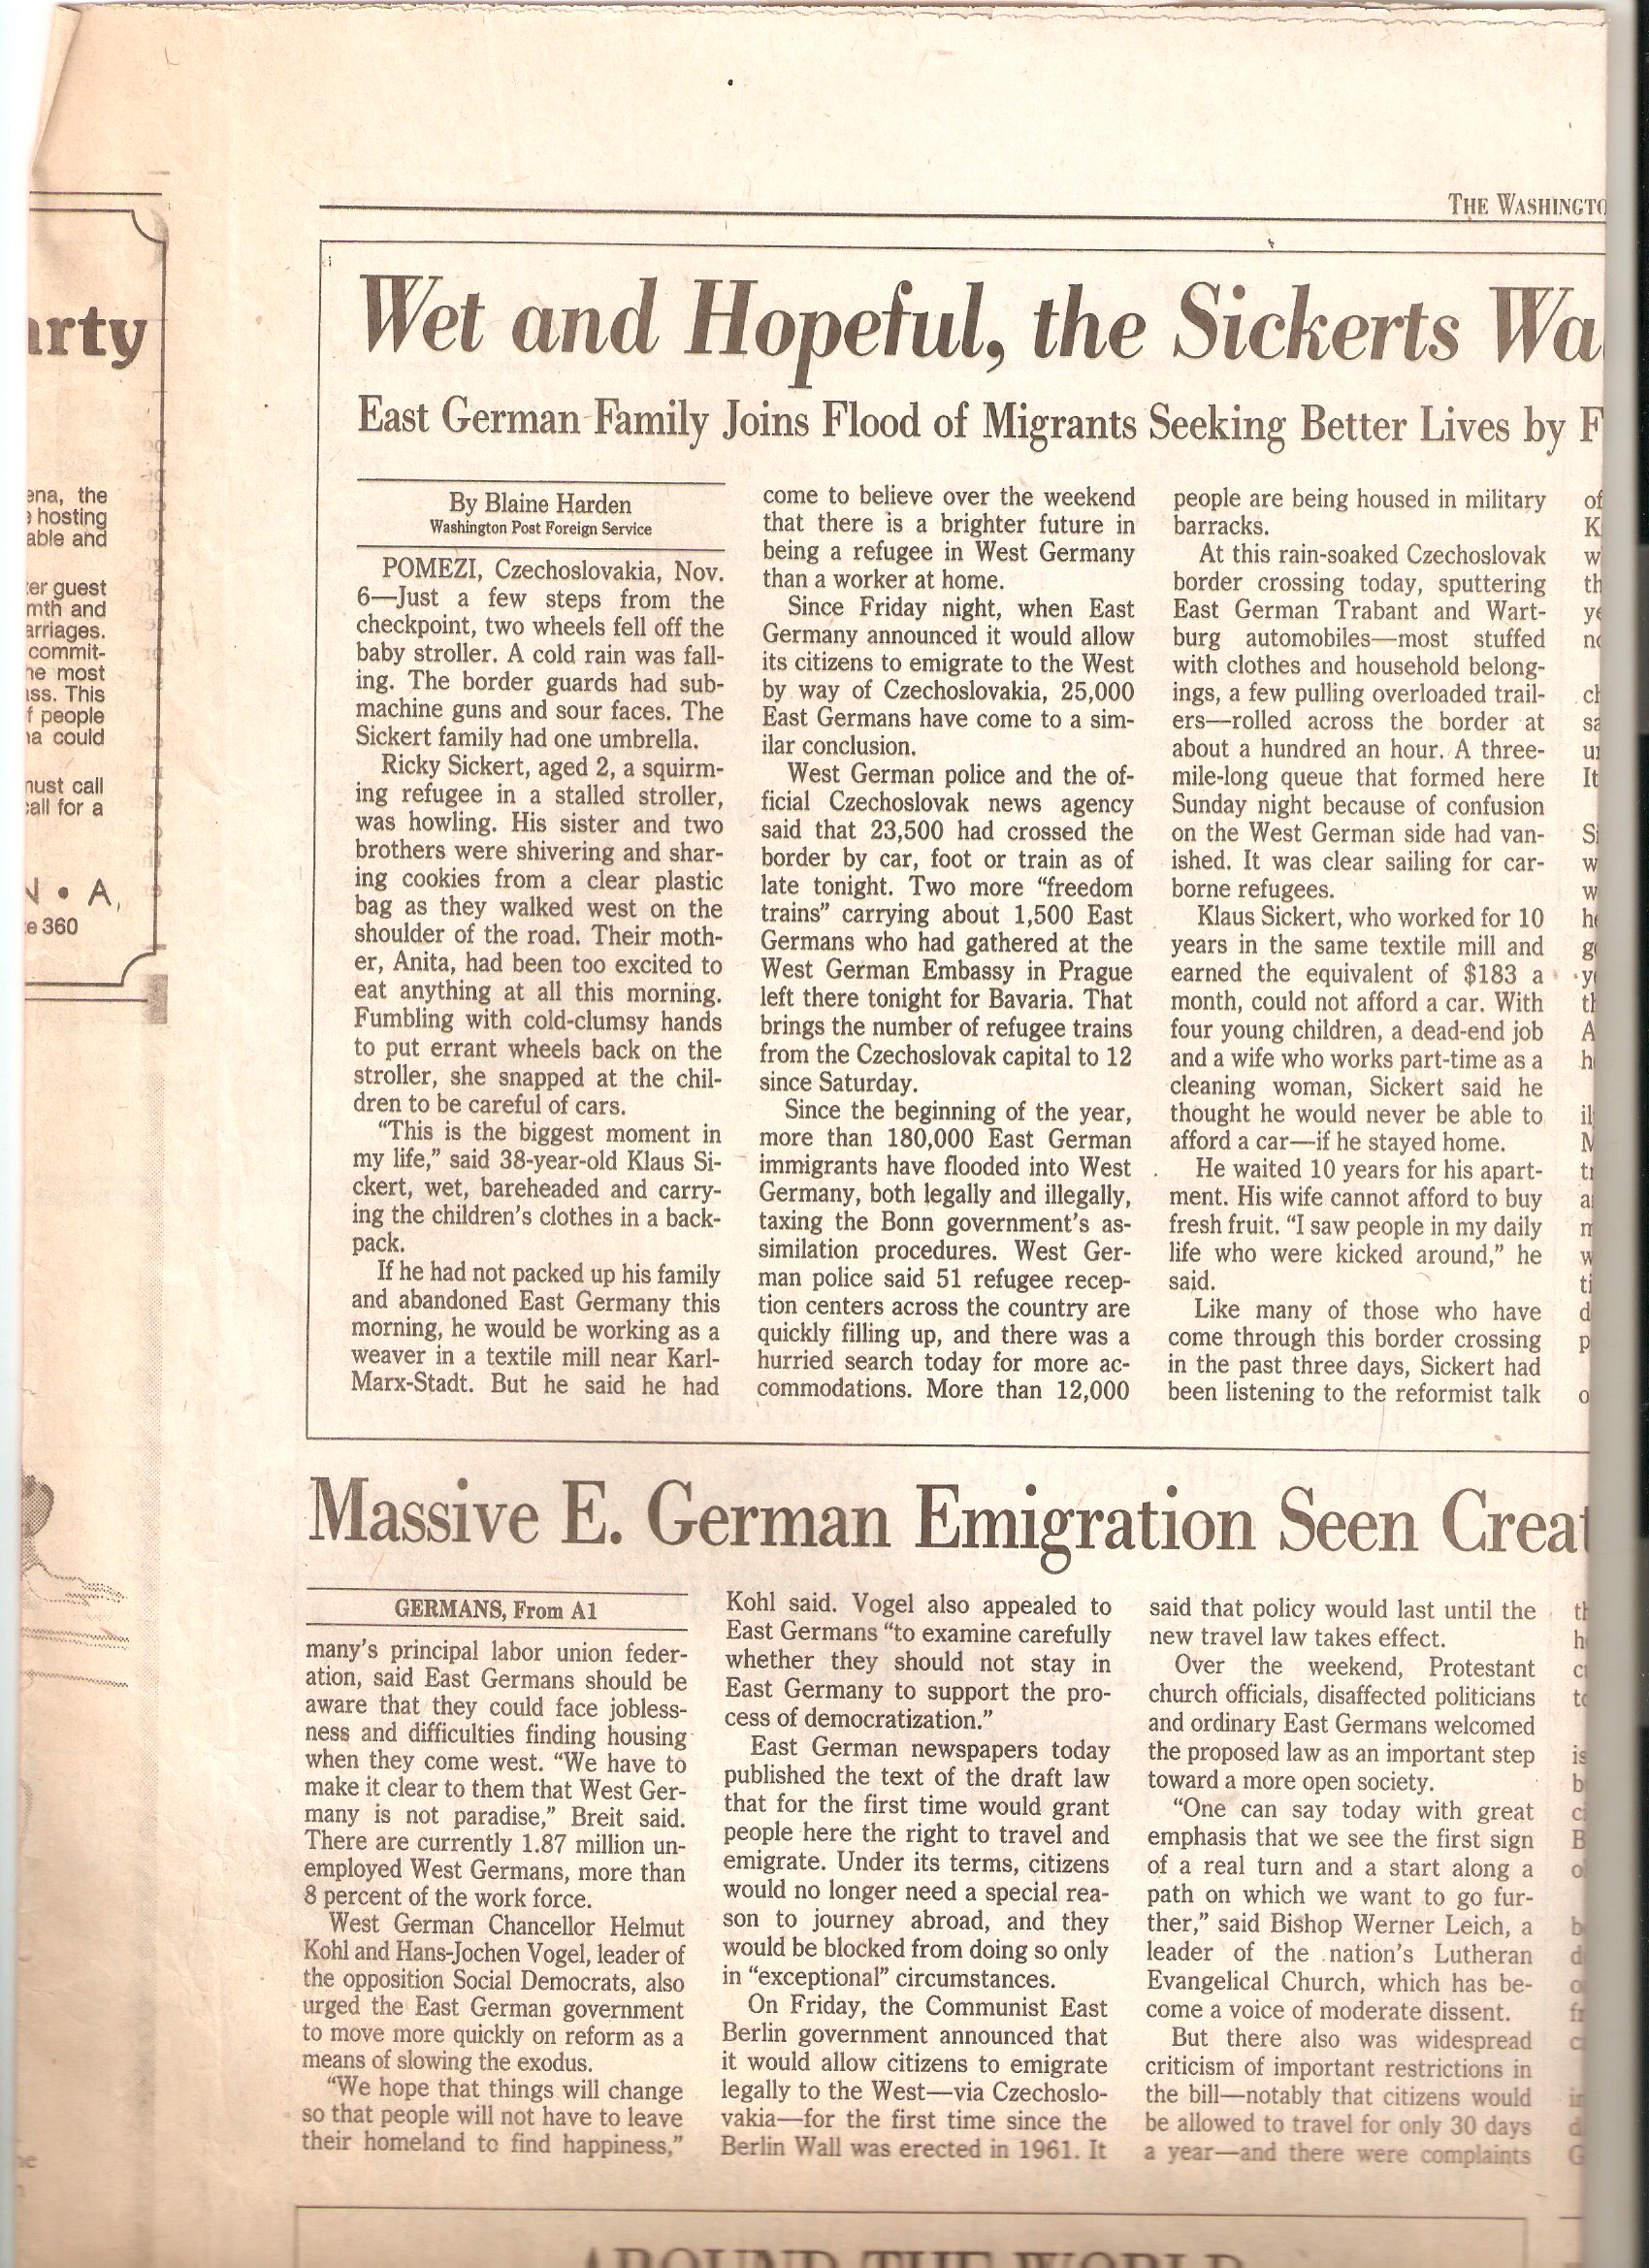 THE WASHINGTO
arty
ena, the
hosting
able and
er guest
mth and
arriages.
commit-
he most
ass. This
f people
na could
must call
call for a
N • A,
e 360
Wet and Hopeful, the Sickerts Wa
East German Family Joins Flood of Migrants Seeking Better Lives by F
By Blaine Harden
Washington Post Foreign Service
POMEZI, Czechoslovakia, Nov.
6—Just a few steps from the
checkpoint, two wheels fell off the
baby stroller. A cold rain was fall-
ing. The border guards had sub-
machine guns and sour faces. The
Sickert family had one umbrella.
Ricky Sickert, aged 2, a squirm-
ing refugee in a stalled stroller,
was howling. His sister and two
brothers were shivering and shar-
ing cookies from a clear plastic
bag as they walked west on the
shoulder of the road. Their moth-
er, Anita, had been too excited to
eat anything at all this morning.
Fumbling with cold-clumsy hands
to put errant wheels back on the
stroller, she snapped at the chil-
dren to be careful of cars.
“This is the biggest moment in
my life,” said 38-year-old Klaus Si-
ckert, wet, bareheaded and carry-
ing the children’s clothes in a back-
pack.
If he had not packed up his family
and abandoned East Germany this
morning, he would be working as a
weaver in a textile mill near Karl-
Marx-Stadt. But he said he had
come to believe over the weekend
that there is a brighter future in
being a refugee in West Germany
than a worker at home.
Since Friday night, when East
Germany announced it would allow
its citizens to emigrate to the West
by way of Czechoslovakia, 25,000
East Germans have come to a sim-
ilar conclusion.
West German police and the of-
ficial Czechoslovak news agency
said that 23,500 had crossed the
border by car, foot or train as of
late tonight. Two more “freedom
trains” carrying about 1,500 East
Germans who had gathered at the
West German Embassy in Prague
left there tonight for Bavaria. That
brings the number of refugee trains
from the Czechoslovak capital to 12
since Saturday.
Since the beginning of the year,
more than 180,000 East German
immigrants have flooded into West
Germany, both legally and illegally,
taxing the Bonn government’s as-
similation procedures. West Ger-
man police said 51 refugee recep-
tion centers across the country are
quickly filling up, and there was a
hurried search today for more ac-
commodations. More than 12,000
people are being housed in military
barracks.
At this rain-soaked Czechoslovak
border crossing today, sputtering
East German Trabant and Wart-
burg automobiles—most stuffed
with clothes and household belong-
ings, a few pulling overloaded trail-
ers—rolled across the border at
about a hundred an hour. A three-
mile-long queue that formed here
Sunday night because of confusion
on the West German side had van-
ished. It was clear sailing for car-
borne refugees.
Klaus Sickert, who worked for 10
years in the same textile mill and
earned the equivalent of $183 a
month, could not afford a car. With
four young children, a dead-end job
and a wife who works part-time as a
cleaning woman, Sickert said he
thought he would never be able to
afford a car—if he stayed home.
He waited 10 years for his apart-
ment. His wife cannot afford to buy
fresh fruit. “I saw people in my daily
life who were kicked around,” he
said.
Like many of those who have
come through this border crossing
in the past three days, Sickert had
been listening to the reformist talk
Massive E. German Emigration Seen Creat
GERMANS, From A1
many’s principal labor union feder-
ation, said East Germans should be
aware that they could face jobless-
ness and difficulties finding housing
when they come west. “We have to
make it clear to them that West Ger-
many is not paradise,” Breit said.
There are currently 1.87 million un-
employed West Germans, more than
8 percent of the work force.
West German Chancellor Helmut
Kohl and Hans-Jochen Vogel, leader of
the opposition Social Democrats, also
urged the East German government
to move more quickly on reform as a
means of slowing the exodus.
“We hope that things will change
so that people will not have to leave
their homeland to find happiness,”
Kohl said. Vogel also appealed to
East Germans “to examine carefully
whether they should not stay in
East Germany to support the pro-
cess of democratization.”
East German newspapers today
published the text of the draft law
that for the first time would grant
people here the right to travel and
emigrate. Under its terms, citizens
would no longer need a special rea-
son to journey abroad, and they
would be blocked from doing so only
in “exceptional” circumstances.
On Friday, the Communist East
Berlin government announced that
it would allow citizens to emigrate
legally to the West—via Czechoslo-
vakia—for the first time since the
Berlin Wall was erected in 1961. It
said that policy would last until the
new travel law takes effect.
Over the weekend, Protestant
church officials, disaffected politicians
and ordinary East Germans welcomed
the proposed law as an important step
toward a more open society.
“One can say today with great
emphasis that we see the first sign
of a real turn and a start along a
path on which we want to go fur-
ther,” said Bishop Werner Leich, a
leader of the nation’s Lutheran
Evangelical Church, which has be-
come a voice of moderate dissent.
But there also was widespread
criticism of important restrictions in
the bill—notably that citizens would
be allowed to travel for only 30 days
a year—and there were complaints
AROUND THE WORLD